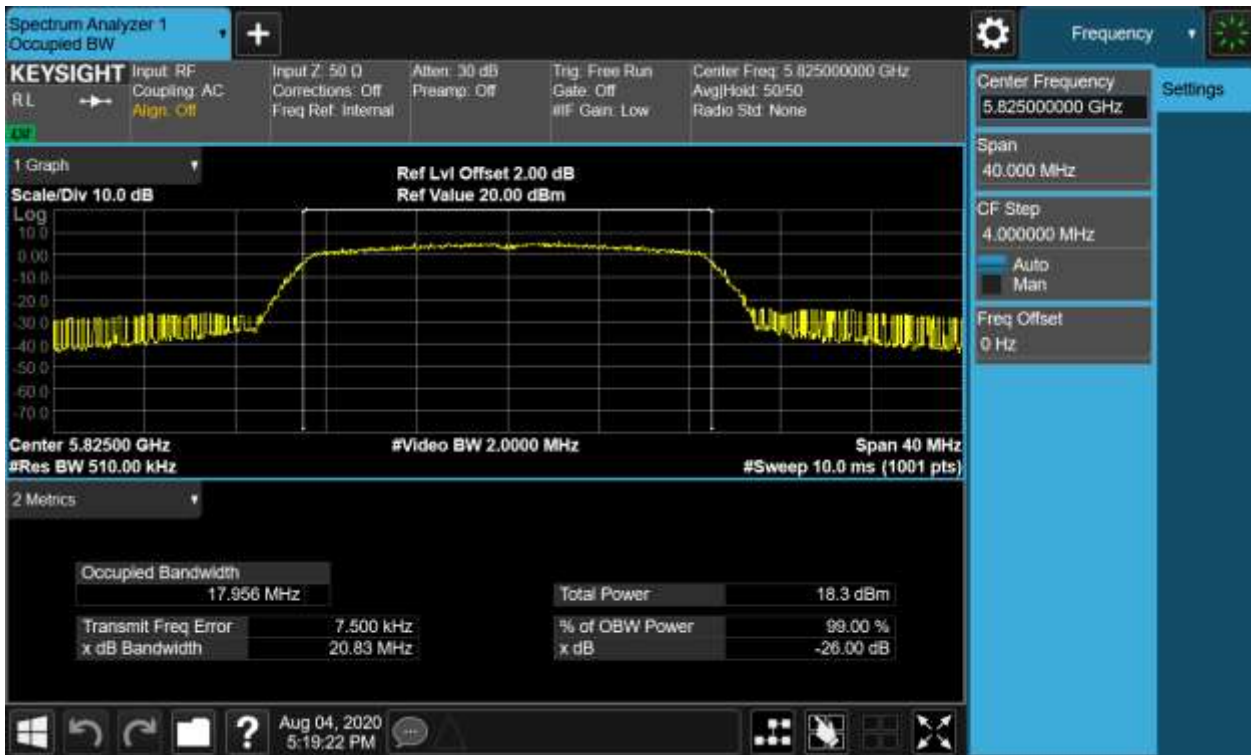 Spectrum Analyzer 1
Occupied BW
+
Frequency
KEYSIGHT
RL
Input: RF
Coupling: AC
Align: Off
Input Z: 50 Ω
Corrections: Off
Freq Ref: Internal
Atten: 30 dB
Preamp: Off
Trig: Free Run
Gate: Off
#IF Gain: Low
Center Freq: 5.825000000 GHz
Avg|Hold: 50/50
Radio Std: None
Center Frequency
5.825000000 GHz
Settings
Span
40.000 MHz
CF Step
4.000000 MHz
Auto
Man
Freq Offset
0 Hz
1 Graph
Scale/Div 10.0 dB
Ref Lvl Offset 2.00 dB
Ref Value 20.00 dBm
Log
10.0
0.00
-10.0
-20.0
-30.0
-40.0
-50.0
-60.0
-70.0
Center 5.82500 GHz
#Video BW 2.0000 MHz
Span 40 MHz
#Res BW 510.00 kHz
#Sweep 10.0 ms (1001 pts)
2 Metrics
Occupied Bandwidth
17.956 MHz
Total Power 18.3 dBm
Transmit Freq Error 7.500 kHz
% of OBW Power 99.00 %
x dB Bandwidth 20.83 MHz
x dB -26.00 dB
?
Aug 04, 2020
5:19:22 PM